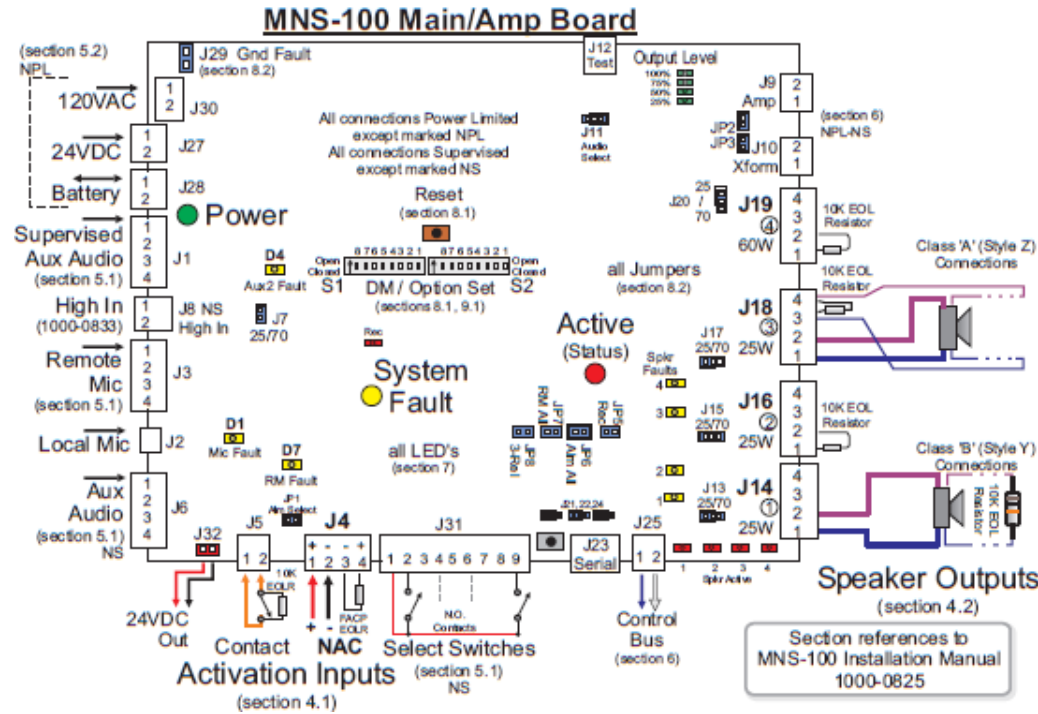 MNS-100 Main/Amp Board
(section 5.2)
NPL
J29 Gnd Fault
(section 8.2)
J12
Test
Output Level
100%
75%
50%
25%
J9
Amp
2
1
120VAC
1
2
J30
All connections Power Limited
except marked NPL
All connections Supervised
except marked NS
J11
Audio
Select
JP2
JP3
J10
Xform
2
1
(section 6)
NPL-NS
24VDC
1
2
J27
Battery
1
2
J28
Power
Reset
(section 8.1)
J20
25
/
70
J19
④
60W
4
3
2
1
10K EOL
Resistor
Class 'A' (Style Z)
Connections
Supervised
Aux Audio
(section 5.1)
1
2
3
4
J1
D4
Aux2 Fault
8 7 6 5 4 3 2 1
8 7 6 5 4 3 2 1
Open
Closed
S1
Open
Closed
S2
DM / Option Set
(sections 8.1, 9.1)
all Jumpers
(section 8.2)
10K EOL
Resistor
High In
(1000-0833)
1
2
J8 NS
High In
J7
25/70
Rec
Active
(Status)
J18
③
25W
4
3
2
1
J17
25/70
Remote
Mic
(section 5.1)
1
2
3
4
J3
System
Fault
Spkr
Faults
4
3
2
1
J16
②
25W
4
3
2
1
10K EOL
Resistor
J15
25/70
Local Mic
J2
D1
Mic Fault
D7
RM Fault
all LED's
(section 7)
JP8
3-Rel
JP7
RM All
JP6
Alm All
JP5
Rec
Class 'B' (Style Y)
Connections
J13
25/70
J14
①
25W
4
3
2
1
10K EOL
Resistor
Aux
Audio
(section 5.1)
NS
1
2
3
4
J6
JP1
Alm Select
J21, 22,24
J32
J5
1 2
J4
+ - - +
1 2 3 4
J31
1 2 3 4 5 6 7 8 9
J23
Serial
J25
1 2
1 2 3 4
Spkr Active
24VDC
Out
10K
EOLR
Contact
FACP
EOLR
+ -
NAC
N.O.
Contacts
Select Switches
(section 5.1)
NS
Control
Bus
(section 6)
Speaker Outputs
(section 4.2)
Activation Inputs
(section 4.1)
Section references to
MNS-100 Installation Manual
1000-0825